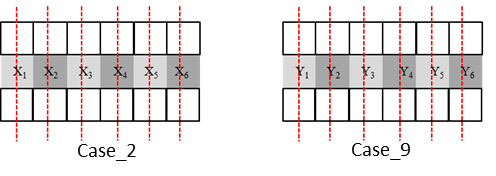 X₁ X₂ X₃ X₄ X₅ X₆
Y₁ Y₂ Y₃ Y₄ Y₅ Y₆
Case_2
Case_9